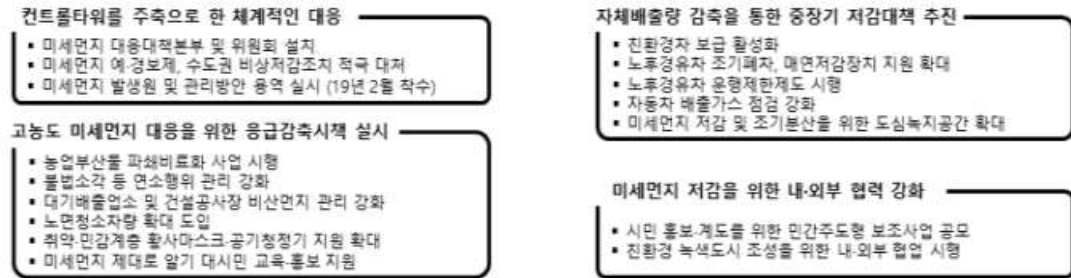 컨트롤타워를 주축으로 한 체계적인 대응
▪ 미세먼지 대응대책본부 및 위원회 설치
▪ 미세먼지 예·경보제, 수도권 비상저감조치 적극 대처
▪ 미세먼지 발생원 및 관리방안 용역 실시 (19년 2월 착수)
고농도 미세먼지 대응을 위한 응급감축시책 실시
▪ 농업부산물 파쇄비료화 사업 시행
▪ 불법소각 등 연소행위 관리 강화
▪ 대기배출업소 및 건설공사장 비산먼지 관리 강화
▪ 노면청소차량 확대 도입
▪ 취약·민감계층 황사마스크·공기청정기 지원 확대
▪ 미세먼지 제대로 알기 대시민 교육·홍보 지원
자체배출량 감축을 통한 중장기 저감대책 추진
▪ 친환경차 보급 활성화
▪ 노후경유차 조기폐차, 매연저감장치 지원 확대
▪ 노후경유차 운행제한제도 시행
▪ 자동차 배출가스 점검 강화
▪ 미세먼지 저감 및 조기분산을 위한 도심녹지공간 확대
미세먼지 저감을 위한 내·외부 협력 강화
▪ 시민 홍보·계도를 위한 민간주도형 보조사업 공모
▪ 친환경 녹색도시 조성을 위한 내·외부 협업 시행